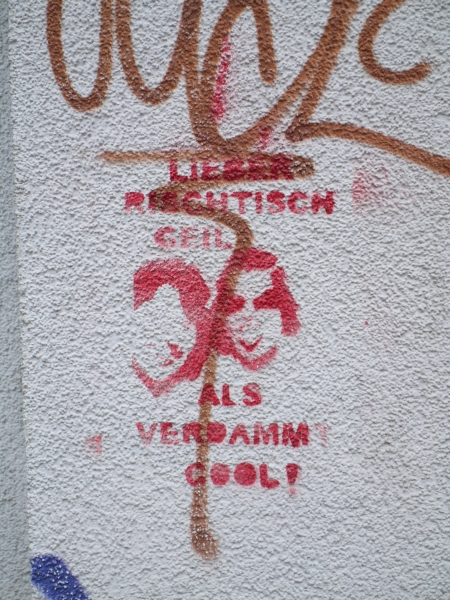 LIEBER
RISCHTISCH
GEIL
ALS
VERDAMMT
COOL!